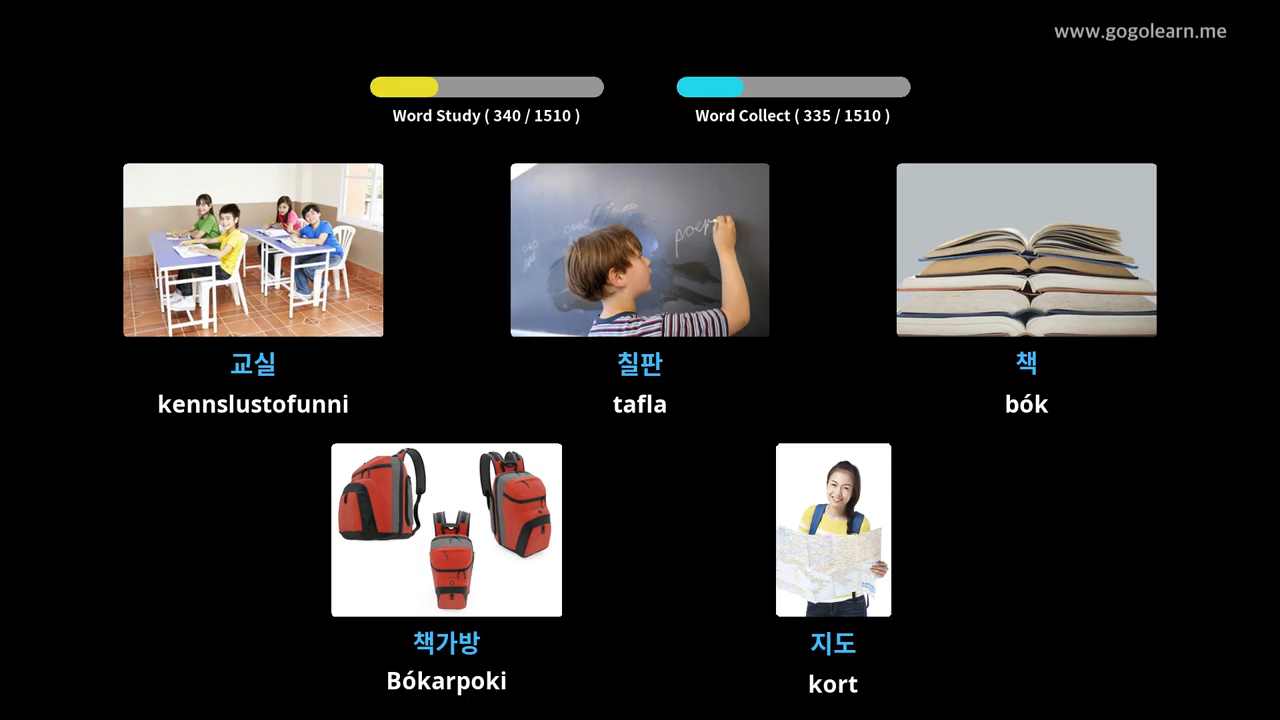 www.gogolearn.me
Word Study ( 340 / 1510 )
Word Collect ( 335 / 1510 )
교실
kennslustofunni
칠판
tafla
책
bók
책가방
Bókarpoki
지도
kort